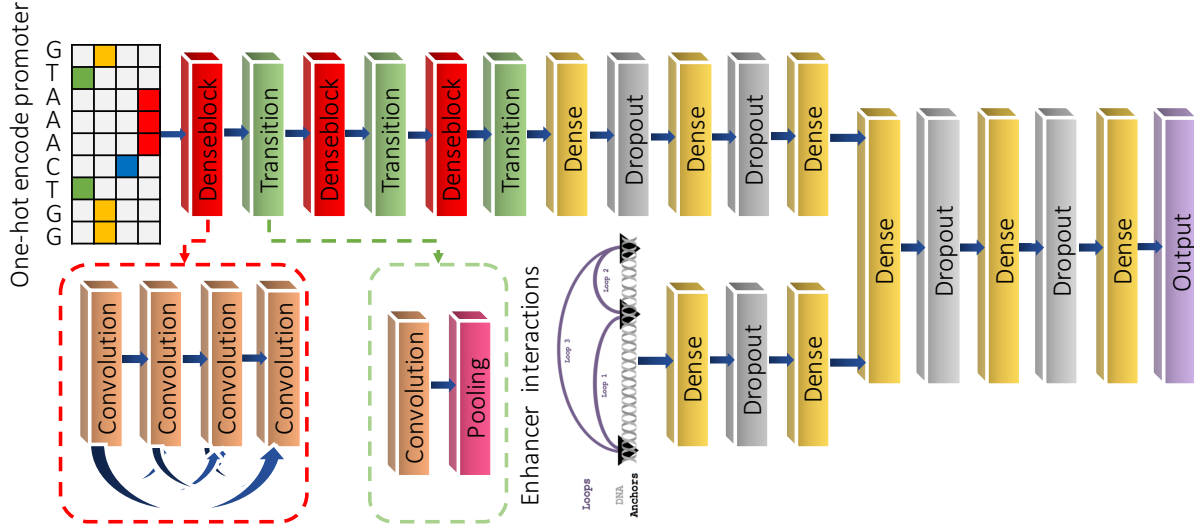 One-hot encode promoter
G
T
A
A
A
C
T
G
G
Denseblock
Transition
Denseblock
Transition
Denseblock
Transition
Dense
Dropout
Dense
Dropout
Dense
Dense
Dropout
Dense
Dropout
Dense
Output
Convolution
Convolution
Convolution
Convolution
Convolution
Pooling
Enhancer interactions
Loop 1
Loop 2
Loop 3
Loops
DNA
Anchors
Dense
Dropout
Dense